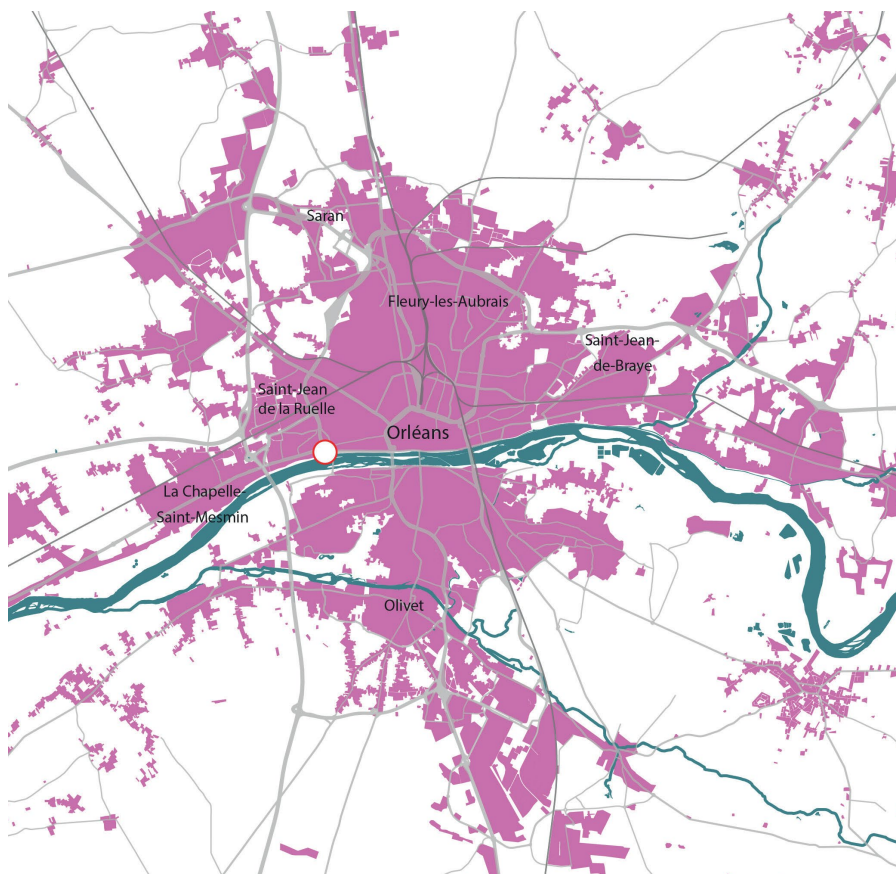 Saran
Fleury-les-Aubrais
Saint-Jean-
de-Braye
Saint-Jean
de la Ruelle
Orléans
La Chapelle-
Saint-Mesmin
Olivet